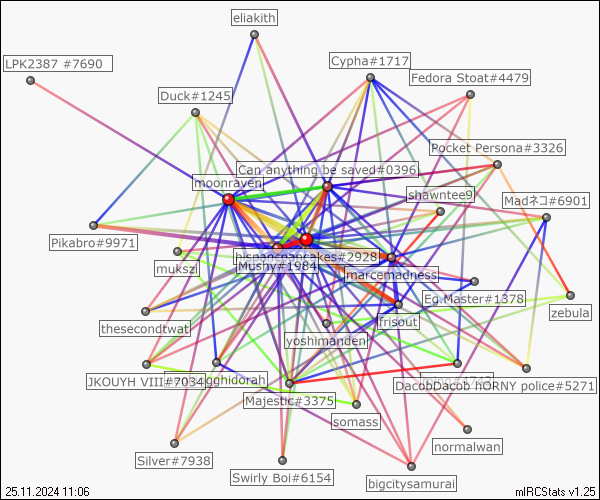 eliakith
LPK2387 #7690
Cypha#1717
Fedora Stoat#4479
Duck#1245
Pocket Persona#3326
Can anything be saved#0396
moonraven
shawntee9
Madネコ#6901
Pikabro#9971
hispanspancakes#2928
mukszi
Mushy#1984
marcemadness
Eg.Master#1378
zebula
thesecondtwat
frisout
yoshimanden
JKOUYH VIII#7034
gghidorah
DacobDacob hORNY police#5271
Majestic#3375
somass
normalwan
Silver#7938
Swirly Boi#6154
bigcitysamurai
25.11.2024 11:06
mIRCStats v1.25